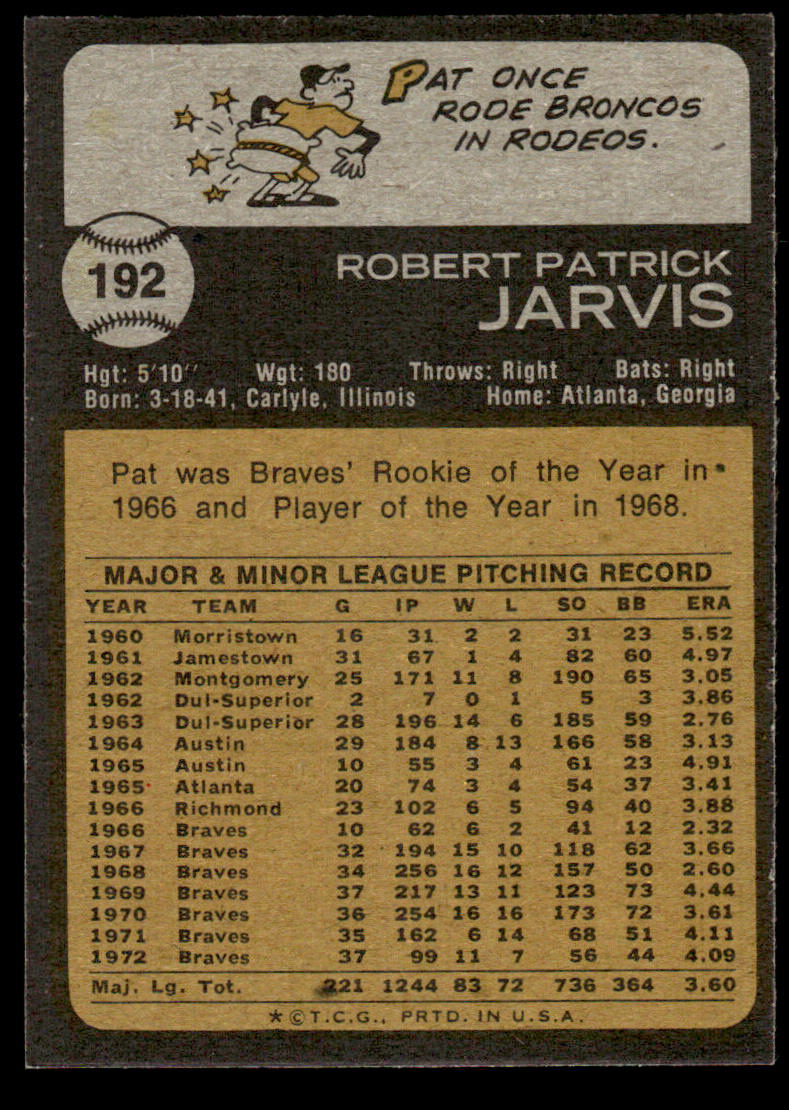 PAT ONCE
RODE BRONCOS
IN RODEOS.
192
ROBERT PATRICK
JARVIS
Hgt: 5'10" Wgt: 180 Throws: Right Bats: Right
Born: 3-18-41, Carlyle, Illinois Home: Atlanta, Georgia
Pat was Braves' Rookie of the Year in
1966 and Player of the Year in 1968.
MAJOR & MINOR LEAGUE PITCHING RECORD
YEAR TEAM G IP W L SO BB ERA
1960 Morristown 16 31 2 2 31 23 5.52
1961 Jamestown 31 67 1 4 82 60 4.97
1962 Montgomery 25 171 11 8 190 65 3.05
1962 Dul-Superior 2 7 0 1 5 3 3.86
1963 Dul-Superior 28 196 14 6 185 59 2.76
1964 Austin 29 184 8 13 166 58 3.13
1965 Austin 10 55 3 4 61 23 4.91
1965 Atlanta 20 74 3 4 54 37 3.41
1966 Richmond 23 102 6 5 94 40 3.88
1966 Braves 10 62 6 2 41 12 2.32
1967 Braves 32 194 15 10 118 62 3.66
1968 Braves 34 256 16 12 157 50 2.60
1969 Braves 37 217 13 11 123 73 4.44
1970 Braves 36 254 16 16 173 72 3.61
1971 Braves 35 162 6 14 68 51 4.11
1972 Braves 37 99 11 7 56 44 4.09
Maj. Lg. Tot. 221 1244 83 72 736 364 3.60
*©T.C.G., PRTD. IN U.S.A.